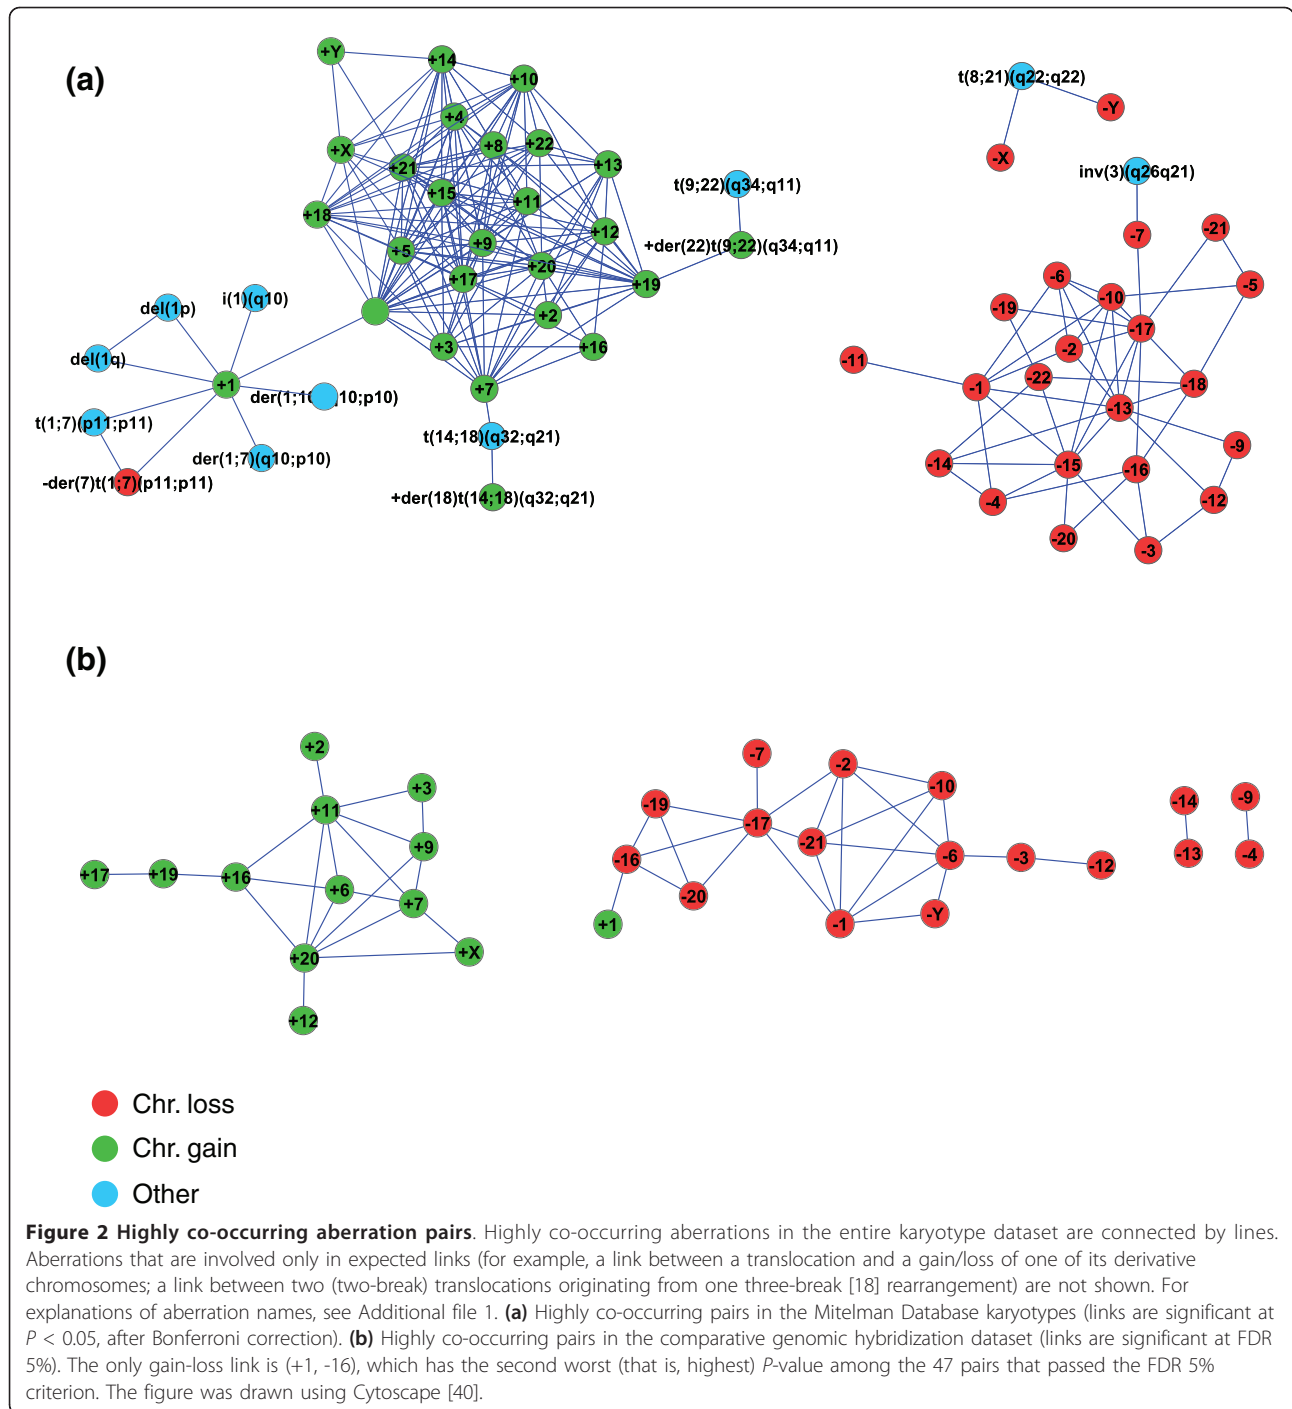 (a)
+Y
+14
+10
+4
+8
+22
+X
+21
+13
+15
+11
+18
+12
+5
+9
+20
+17
+19
+2
+3
+16
+7
t(9;22)(q34;q11)
+der(22)t(9;22)(q34;q11)
t(14;18)(q32;q21)
+der(18)t(14;18)(q32;q21)
del(1p)
i(1)(q10)
del(1q)
+1
t(1;7)(p11;p11)
der(1;7)(q10;p10)
-der(7)t(1;7)(p11;p11)
t(8;21)(q22;q22)
-Y
-X
inv(3)(q26q21)
-7
-21
-6
-5
-10
-19
-17
-2
-11
-22
-18
-1
-13
-9
-14
-15
-16
-4
-12
-20
-3
(b)
+2
+3
+11
+9
+17
+19
+16
+6
+7
+20
+X
+12
-7
-2
-10
-19
-17
-21
-16
-6
-3
-12
-20
+1
-1
-Y
-14
-9
-13
-4
Chr. loss
Chr. gain
Other
Figure 2 Highly co-occurring aberration pairs. Highly co-occurring aberrations in the entire karyotype dataset are connected by lines.
Aberrations that are involved only in expected links (for example, a link between a translocation and a gain/loss of one of its derivative
chromosomes; a link between two (two-break) translocations originating from one three-break [18] rearrangement) are not shown. For
explanations of aberration names, see Additional file 1. (a) Highly co-occurring pairs in the Mitelman Database karyotypes (links are significant at
P < 0.05, after Bonferroni correction). (b) Highly co-occurring pairs in the comparative genomic hybridization dataset (links are significant at FDR
5%). The only gain-loss link is (+1, -16), which has the second worst (that is, highest) P-value among the 47 pairs that passed the FDR 5%
criterion. The figure was drawn using Cytoscape [40].